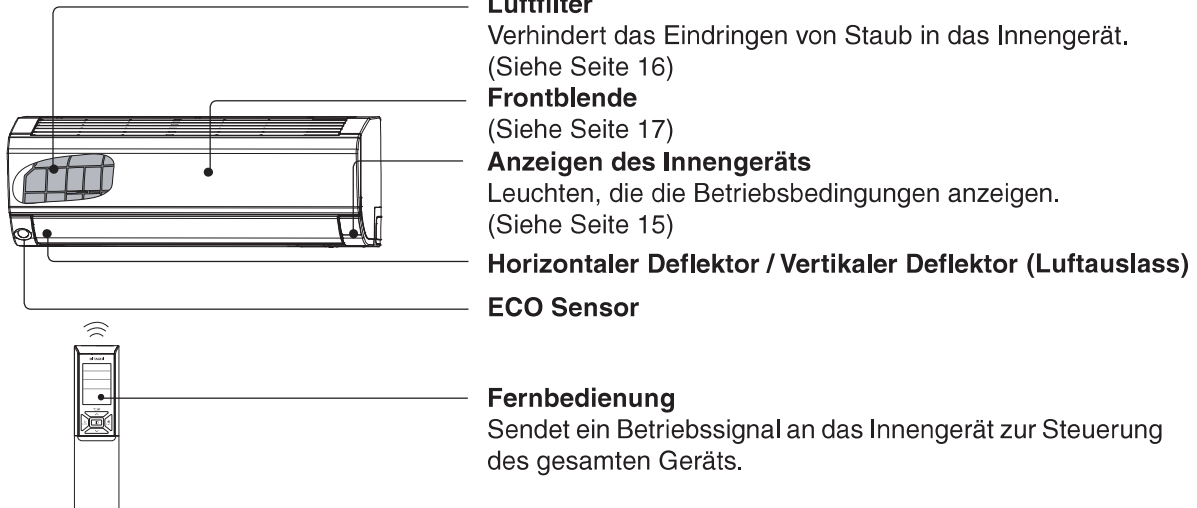 Luftfilter
Verhindert das Eindringen von Staub in das Innengerät.
(Siehe Seite 16)
Frontblende
(Siehe Seite 17)
Anzeigen des Innengeräts
Leuchten, die die Betriebsbedingungen anzeigen.
(Siehe Seite 15)
Horizontaler Deflektor / Vertikaler Deflektor (Luftauslass)
ECO Sensor
Fernbedienung
Sendet ein Betriebssignal an das Innengerät zur Steuerung
des gesamten Geräts.